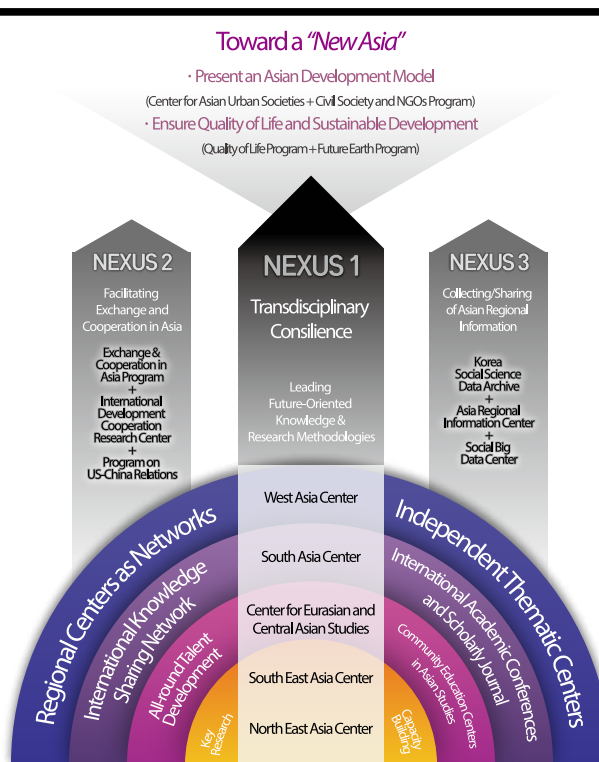 Toward a "New Asia"
· Present an Asian Development Model
(Center for Asian Urban Societies + Civil Society and NGOs Program)
· Ensure Quality of Life and Sustainable Development
(Quality of Life Program + Future Earth Program)
NEXUS 2
Facilitating
Exchange and
Cooperation in Asia
Exchange &
Cooperation in
Asia Program
+
International
Development
Cooperation
Research Center
+
Program on
US-China Relations
NEXUS 1
Transdisciplinary
Consilience
Leading
Future-Oriented
Knowledge &
Research Methodologies
NEXUS 3
Collecting/Sharing
of Asian Regional
Information
Korea
Social Science
Data Archive
+
Asia Regional
Information Center
+
Social Big
Data Center
West Asia Center
South Asia Center
Center for Eurasian and
Central Asian Studies
South East Asia Center
North East Asia Center
Regional Centers as Networks
International Knowledge
Sharing Network
All-round Talent
Development
Key
Research
Independent Thematic Centers
International Academic Conferences
and Scholarly Journal
Community Education Centers
in Asian Studies
Capacity
Building